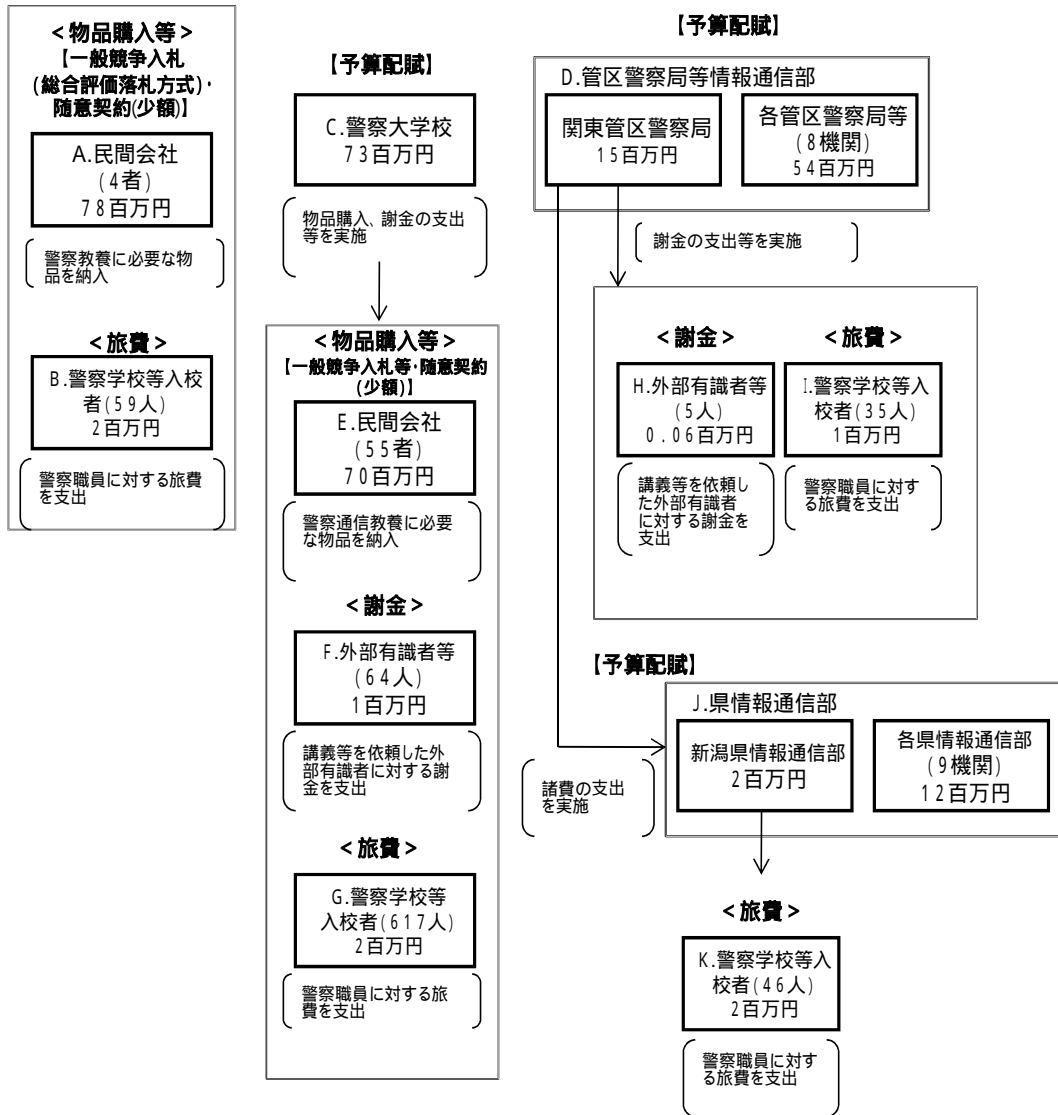 ＜物品購入等＞
【一般競争入札
(総合評価落札方式)・
随意契約(少額)】
A.民間会社
(4者)
78百万円
警察教養に必要な物
品を納入
＜旅費＞
B.警察学校等入校
者(59人)
2百万円
警察職員に対する旅費
を支出
【予算配賦】
C.警察大学校
73百万円
物品購入、謝金の支出
等を実施
＜物品購入等＞
【一般競争入札等・随意契約
(少額)】
E.民間会社
(55者)
70百万円
警察通信教養に必要
な物品を納入
＜謝金＞
F.外部有識者等
(64人)
1百万円
講義等を依頼した外
部有識者に対する謝
金を支出
＜旅費＞
G.警察学校等
入校者(617人)
2百万円
警察職員に対する旅
費を支出
【予算配賦】
D.管区警察局等情報通信部
関東管区警察局
15百万円
各管区警察局等
(8機関)
54百万円
謝金の支出等を実施
＜謝金＞
H.外部有識者等
(5人)
0.06百万円
講義等を依頼し
た外部有識者
に対する謝金を
支出
＜旅費＞
I.警察学校等入
校者(35人)
1百万円
警察職員に対す
る旅費を支出
【予算配賦】
J.県情報通信部
新潟県情報通信部
2百万円
各県情報通信部
(9機関)
12百万円
諸費の支出
を実施
＜旅費＞
K.警察学校等入
校者(46人)
2百万円
警察職員に対す
る旅費を支出